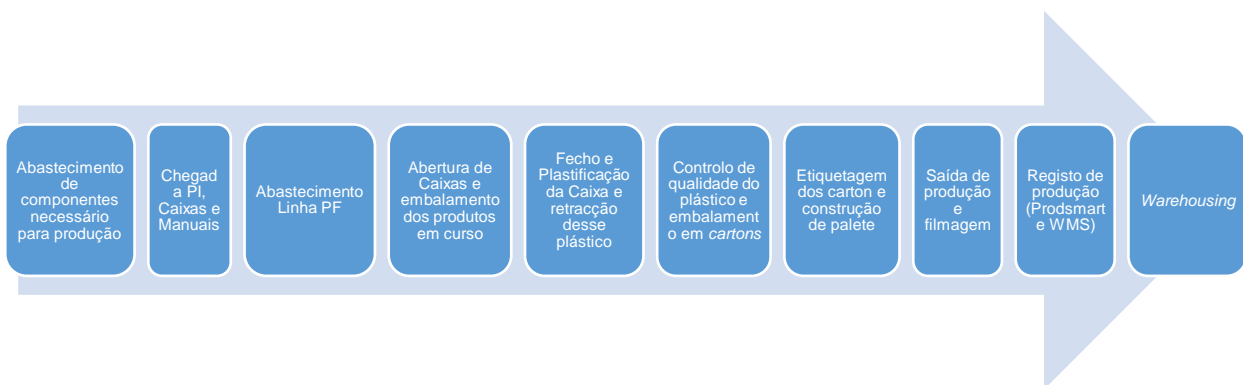 Abastecimento
de
componentes
necessário
para produção
Chegad
a PI,
Caixas e
Manuais
Abastecimento
Linha PF
Abertura de
Caixas e
embalamento
dos produtos
em curso
Fecho e
Plastificação
da Caixa e
retracção
desse
plástico
Controlo de
qualidade do
plástico e
embalament
o em cartons
Etiquetagem
dos carton e
construção
de palete
Saída de
produção
e
filmagem
Registo de
produção
(Prodsmart
e WMS)
Warehousing